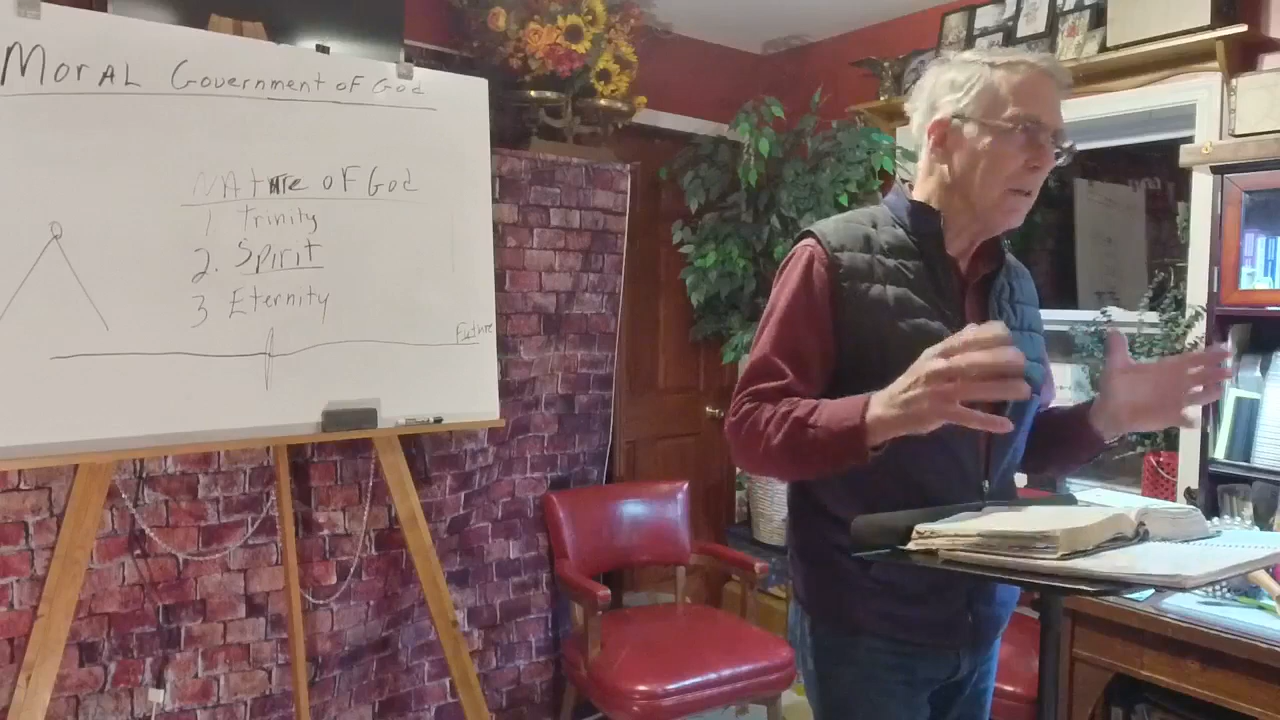 MORAL Government of God
NATURE OF God
1 Trinity
2. Spirit
3 Eternity
Future